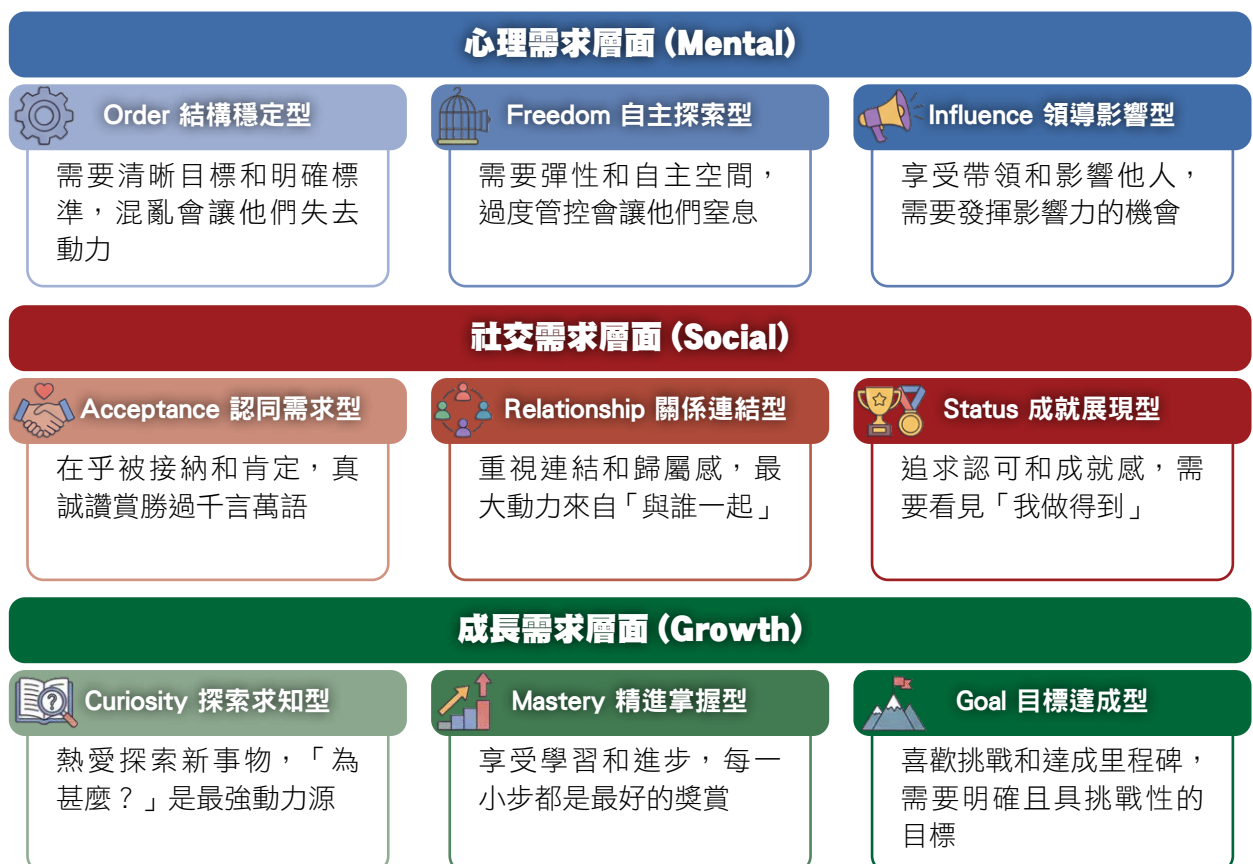 心理需求層面 (Mental)
Order 結構穩定型
需要清晰目標和明確標
準，混亂會讓他們失去
動力
Freedom 自主探索型
需要彈性和自主空間，
過度管控會讓他們窒息
Influence 領導影響型
享受帶領和影響他人，
需要發揮影響力的機會
社交需求層面 (Social)
Acceptance 認同需求型
在乎被接納和肯定，真
誠讚賞勝過千言萬語
Relationship 關係連結型
重視連結和歸屬感，最
大動力來自「與誰一起」
Status 成就展現型
追求認可和成就感，需
要看見「我做得到」
成長需求層面 (Growth)
Curiosity 探索求知型
熱愛探索新事物，「為
甚麼？」是最強動力源
Mastery 精進掌握型
享受學習和進步，每一
小步都是最好的獎賞
Goal 目標達成型
喜歡挑戰和達成里程碑，
需要明確且具挑戰性的
目標